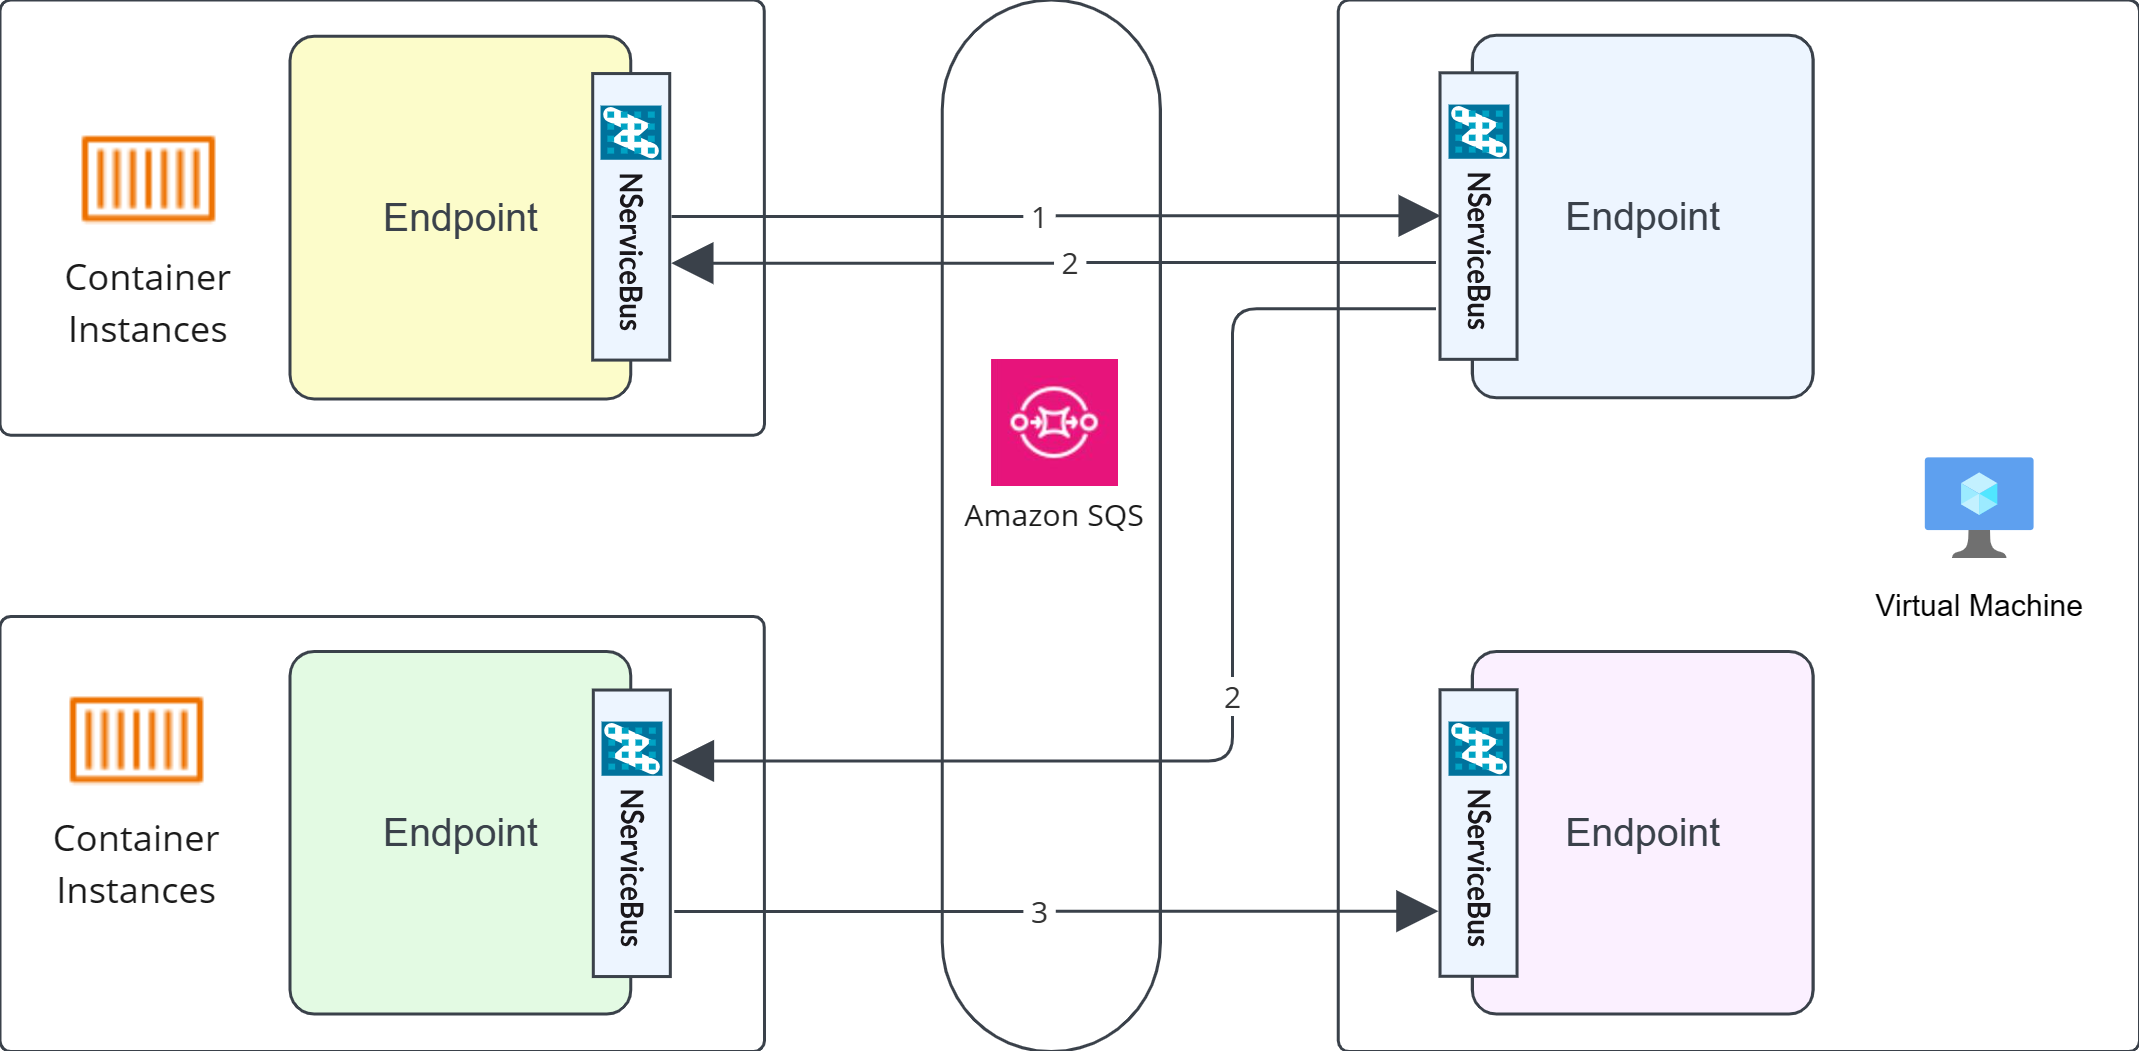 Container
Instances
Endpoint
NServiceBus
1
2
NServiceBus
Endpoint
Amazon SQS
Virtual Machine
2
Container
Instances
Endpoint
NServiceBus
3
NServiceBus
Endpoint